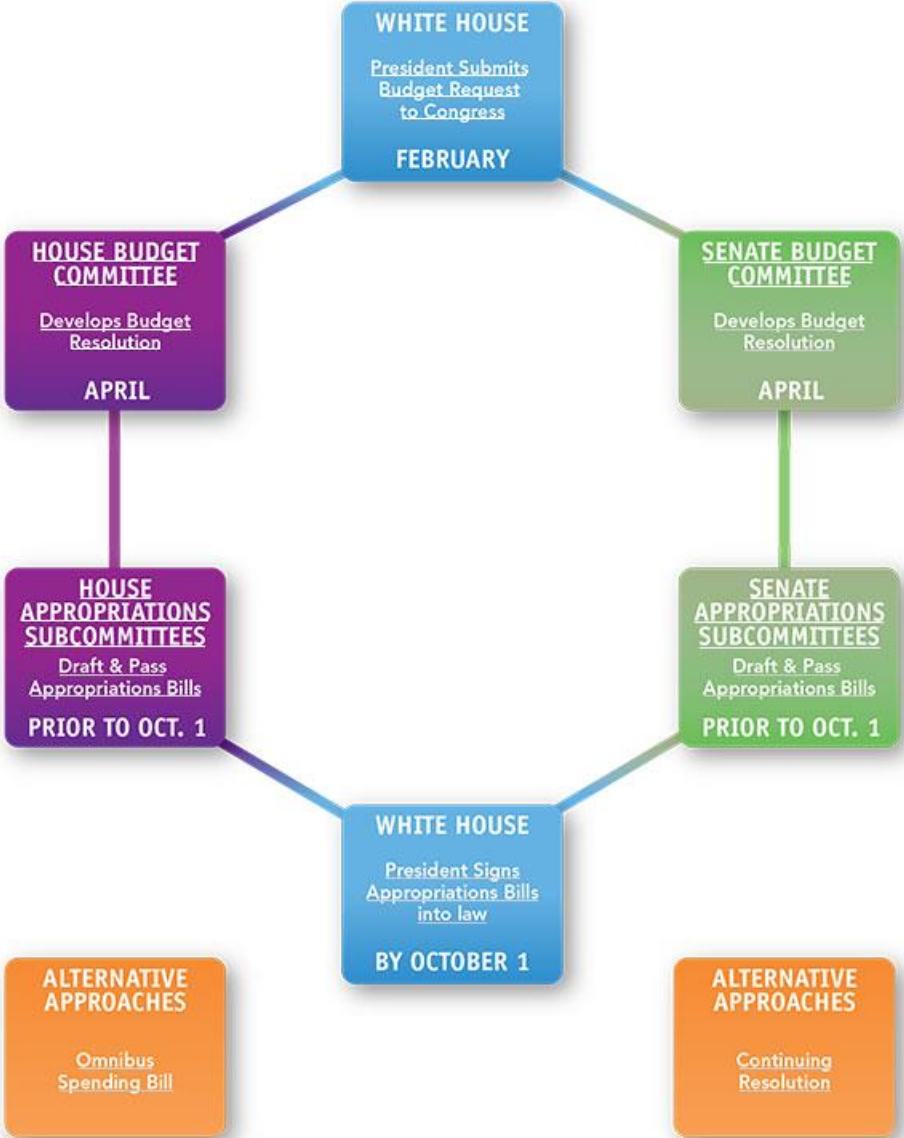 WHITE HOUSE
President Submits
Budget Request
to Congress
FEBRUARY
HOUSE BUDGET
COMMITTEE
Develops Budget
Resolution
APRIL
SENATE BUDGET
COMMITTEE
Develops Budget
Resolution
APRIL
HOUSE
APPROPRIATIONS
SUBCOMMITTEES
Draft & Pass
Appropriations Bills
PRIOR TO OCT. 1
SENATE
APPROPRIATIONS
SUBCOMMITTEES
Draft & Pass
Appropriations Bills
PRIOR TO OCT. 1
WHITE HOUSE
President Signs
Appropriations Bills
into law
BY OCTOBER 1
ALTERNATIVE
APPROACHES
Omnibus
Spending Bill
ALTERNATIVE
APPROACHES
Continuing
Resolution